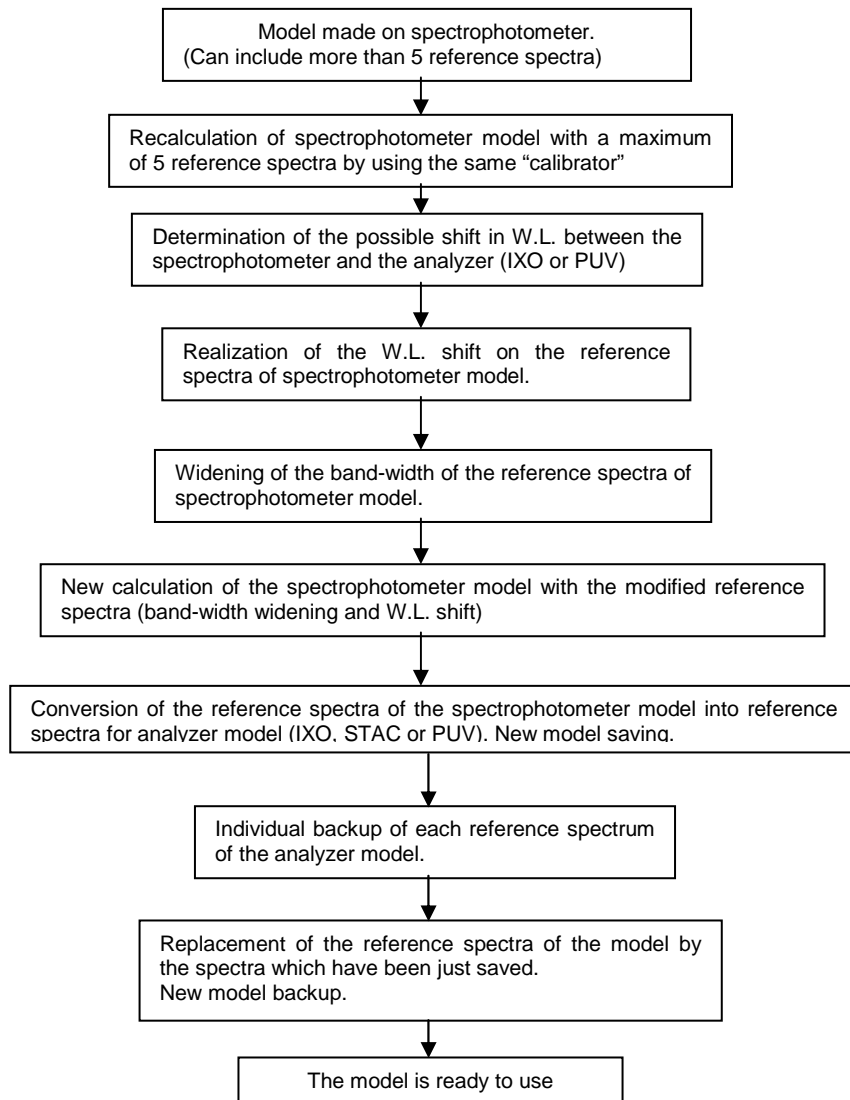 Model made on spectrophotometer.
(Can include more than 5 reference spectra)
Recalculation of spectrophotometer model with a maximum
of 5 reference spectra by using the same “calibrator”
Determination of the possible shift in W.L. between the
spectrophotometer and the analyzer (IXO or PUV)
Realization of the W.L. shift on the reference
spectra of spectrophotometer model.
Widening of the band-width of the reference spectra of
spectrophotometer model.
New calculation of the spectrophotometer model with the modified reference
spectra (band-width widening and W.L. shift)
Conversion of the reference spectra of the spectrophotometer model into reference
spectra for analyzer model (IXO, STAC or PUV). New model saving.
Individual backup of each reference spectrum
of the analyzer model.
Replacement of the reference spectra of the model by
the spectra which have been just saved.
New model backup.
The model is ready to use